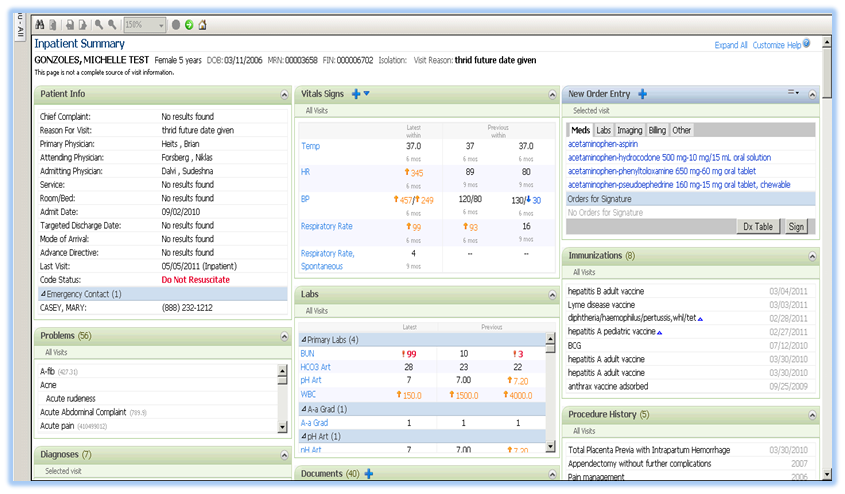 nu - All
150%
Inpatient Summary
Expand All Customize Help
GONZOLES, MICHELLE TEST Female 5 years DOB: 03/11/2006 MRN: 00003658 FIN: 000006702 Isolation: Visit Reason: thrid future date given
This page is not a complete source of visit information.
Patient Info
Chief Complaint: No results found
Reason For Visit: thrid future date given
Primary Physician: Heits , Brian
Attending Physician: Forsberg , Niklas
Admitting Physician: Dalvi , Sudeshna
Service: No results found
Room/Bed: No results found
Admit Date: 09/02/2010
Targeted Discharge Date: No results found
Mode of Arrival: No results found
Advance Directive: No results found
Last Visit: 05/05/2011 (Inpatient)
Code Status: Do Not Resuscitate
Emergency Contact (1)
CASEY, MARY: (888) 232-1212
Problems (56)
All Visits
A-fib (427.31)
Acne
Acute rudeness
Acute Abdominal Complaint (789.9)
Acute pain (410499012)
Diagnoses (7)
Selected visit
Vitals Signs
All Visits
Latest Previous
within within
Temp 37.0 37 37.0
6 mos 6 mos 6 mos
HR 345 89 80
6 mos 9 mos 9 mos
BP 457/249 120/80 130/30
6 mos 6 mos 6 mos
Respiratory Rate 99 93 16
6 mos 6 mos 9 mos
Respiratory Rate, Spontaneous 4 -- --
9 mos
Labs
All Visits
Latest Previous
Primary Labs (4)
BUN !99 10 !3
HCO3 Art 28 23 22
pH Art 7 7.00 7.20
WBC 150.0 1500.0 4000.0
A-a Grad (1)
A-a Grad 1 1 1
pH Art (1)
pH Art 7 7.00 7.20
Documents (40)
New Order Entry
Selected visit
Meds Labs Imaging Billing Other
acetaminophen-aspirin
acetaminophen-hydrocodone 500 mg-10 mg/15 mL oral solution
acetaminophen-phenyltoloxamine 650 mg-60 mg oral tablet
acetaminophen-pseudoephedrine 160 mg-15 mg oral tablet, chewable
Orders for Signature
No Orders for Signature
Dx Table Sign
Immunizations (8)
All Visits
hepatitis B adult vaccine 03/04/2011
Lyme disease vaccine 03/03/2011
diphtheria/haemophilus/pertussis,whl/tet 02/28/2011
hepatitis A pediatric vaccine 02/27/2011
BCG 07/12/2010
hepatitis A adult vaccine 03/30/2010
hepatitis A adult vaccine 03/30/2010
anthrax vaccine adsorbed 09/25/2009
Procedure History (5)
All Visits
Total Placenta Previa with Intrapartum Hemorrhage 03/30/2010
Appendectomy without further complications 2007
Pain management 2006